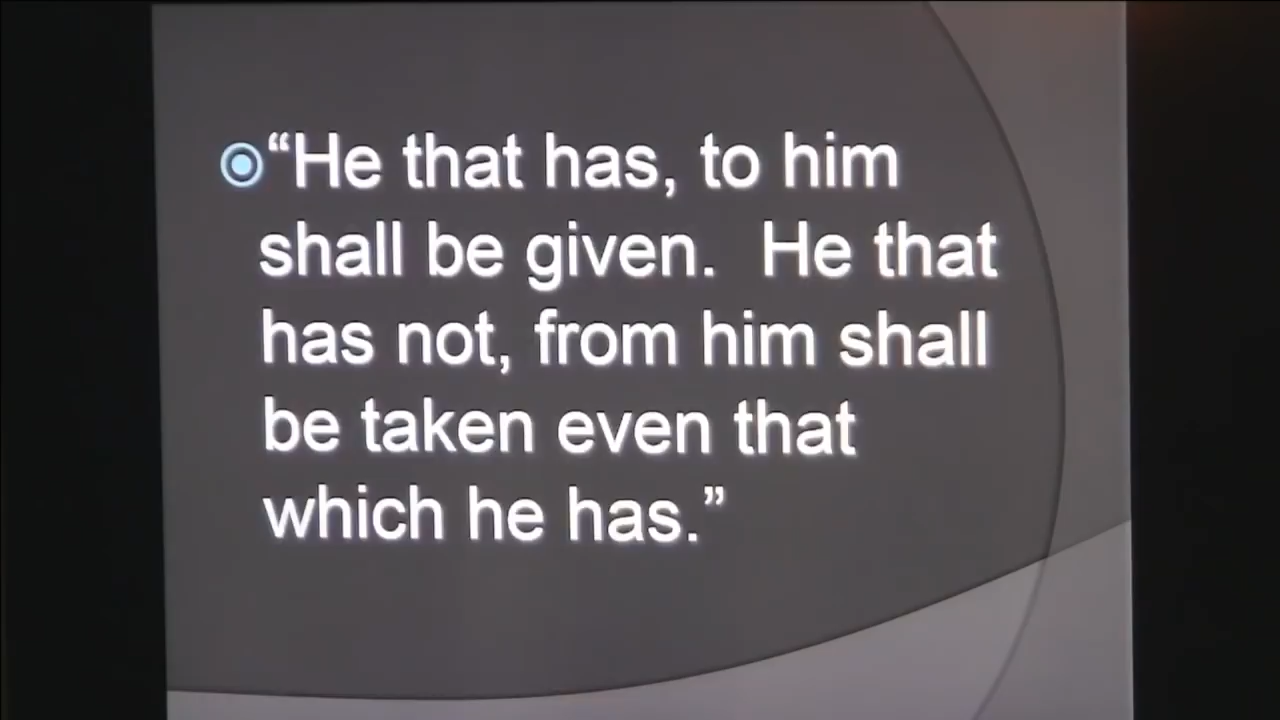 “He that has, to him
shall be given.  He that
has not, from him shall
be taken even that
which he has.”